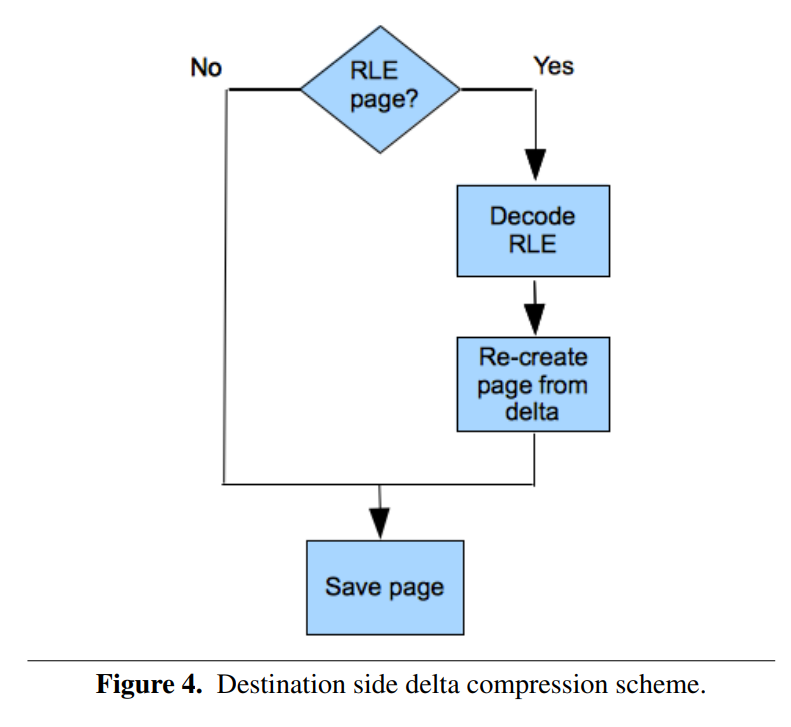 No
RLE
page?
Yes
Decode
RLE
Re-create
page from
delta
Save page
Figure 4. Destination side delta compression scheme.